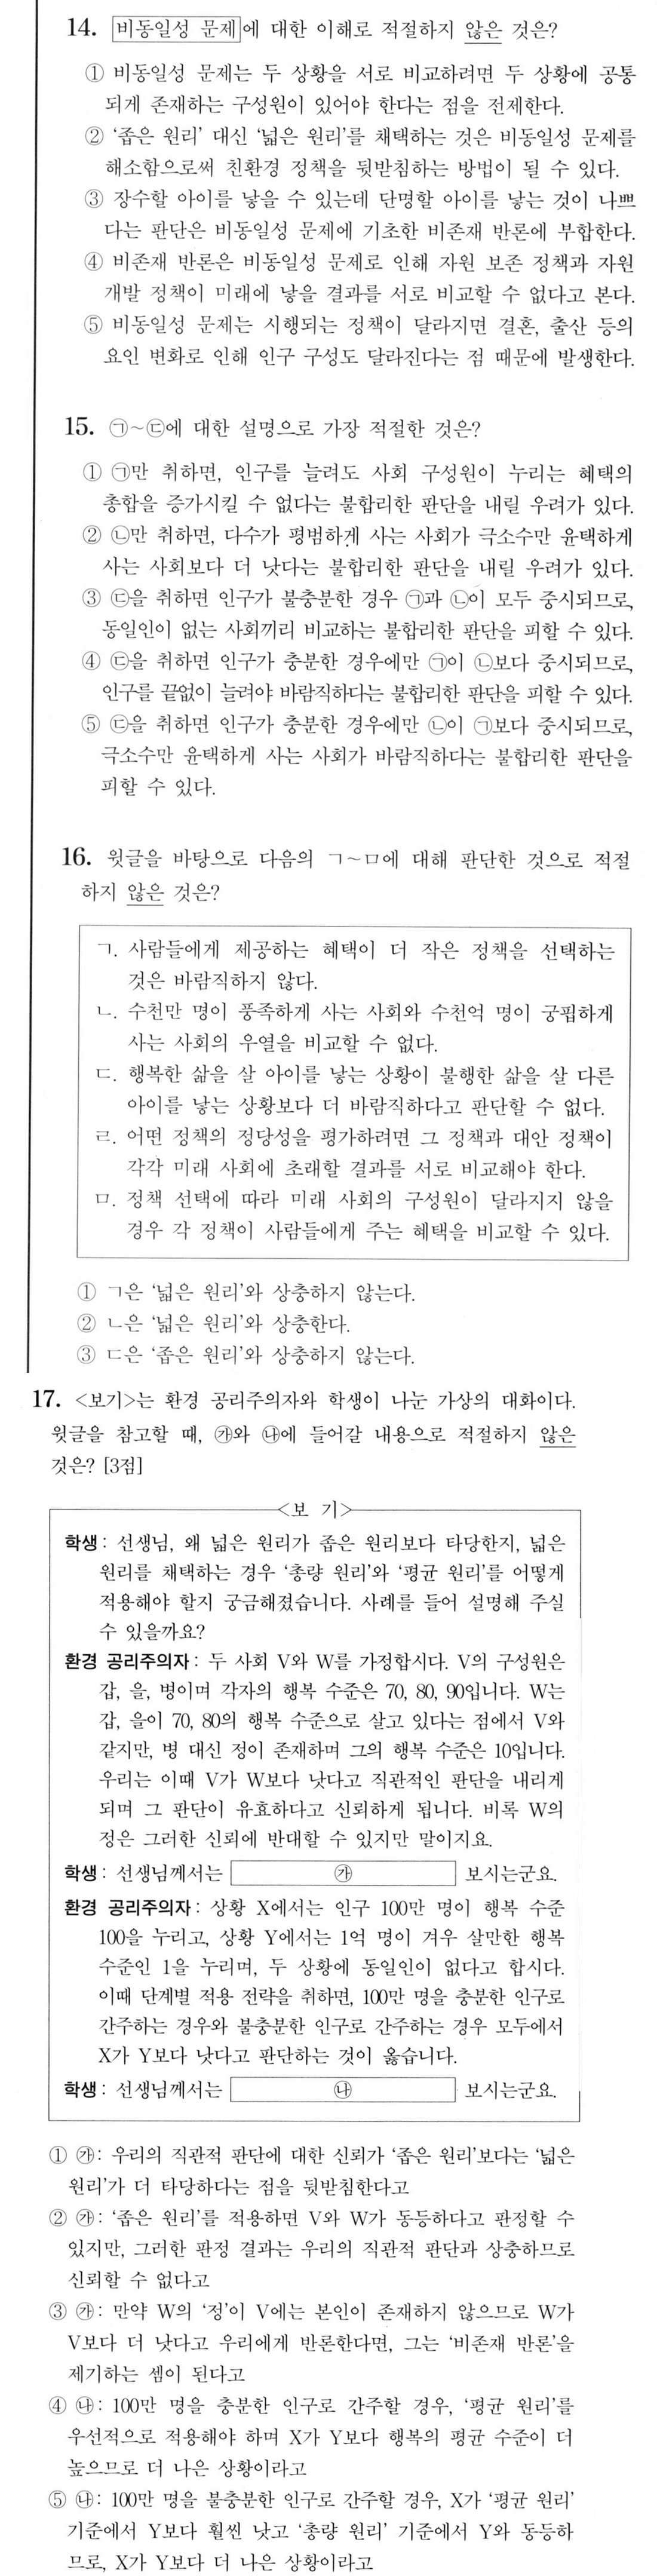 14. 비동일성 문제에 대한 이해로 적절하지 않은 것은?
① 비동일성 문제는 두 상황을 서로 비교하려면 두 상황에 공통
되게 존재하는 구성원이 있어야 한다는 점을 전제한다.
② ‘좁은 원리’ 대신 ‘넓은 원리’를 채택하는 것은 비동일성 문제를
해소함으로써 친환경 정책을 뒷받침하는 방법이 될 수 있다.
③ 장수할 아이를 낳을 수 있는데 단명할 아이를 낳는 것이 나쁘
다는 판단은 비동일성 문제에 기초한 비존재 반론에 부합한다.
④ 비존재 반론은 비동일성 문제로 인해 자원 보존 정책과 자원
개발 정책이 미래에 낳을 결과를 서로 비교할 수 없다고 본다.
⑤ 비동일성 문제는 시행되는 정책이 달라지면 결혼, 출산 등의
요인 변화로 인해 인구 구성도 달라진다는 점 때문에 발생한다.
15. ㉠~㉢에 대한 설명으로 가장 적절한 것은?
① ㉠만 취하면, 인구를 늘려도 사회 구성원이 누리는 혜택의
총합을 증가시킬 수 없다는 불합리한 판단을 내릴 우려가 있다.
② ㉡만 취하면, 다수가 평범하게 사는 사회가 극소수만 윤택하게
사는 사회보다 더 낫다는 불합리한 판단을 내릴 우려가 있다.
③ ㉢을 취하면 인구가 불충분한 경우 ㉠과 ㉡이 모두 중시되므로,
동일인이 없는 사회끼리 비교하는 불합리한 판단을 피할 수 있다.
④ ㉢을 취하면 인구가 충분한 경우에만 ㉠이 ㉡보다 중시되므로,
인구를 끝없이 늘려야 바람직하다는 불합리한 판단을 피할 수 있다.
⑤ ㉢을 취하면 인구가 충분한 경우에만 ㉡이 ㉠보다 중시되므로,
극소수만 윤택하게 사는 사회가 바람직하다는 불합리한 판단을
피할 수 있다.
16. 윗글을 바탕으로 다음의 ㄱ~ㅁ에 대해 판단한 것으로 적절
하지 않은 것은?
ㄱ. 사람들에게 제공하는 혜택이 더 작은 정책을 선택하는
것은 바람직하지 않다.
ㄴ. 수천만 명이 풍족하게 사는 사회와 수천억 명이 궁핍하게
사는 사회의 우열을 비교할 수 없다.
ㄷ. 행복한 삶을 살 아이를 낳는 상황이 불행한 삶을 살 다른
아이를 낳는 상황보다 더 바람직하다고 판단할 수 없다.
ㄹ. 어떤 정책의 정당성을 평가하려면 그 정책과 대안 정책이
각각 미래 사회에 초래할 결과를 서로 비교해야 한다.
ㅁ. 정책 선택에 따라 미래 사회의 구성원이 달라지지 않을
경우 각 정책이 사람들에게 주는 혜택을 비교할 수 있다.
① ㄱ은 ‘넓은 원리’와 상충하지 않는다.
② ㄴ은 ‘넓은 원리’와 상충한다.
③ ㄷ은 ‘좁은 원리’와 상충하지 않는다.
17. <보기>는 환경 공리주의자와 학생이 나눈 가상의 대화이다.
윗글을 참고할 때, ㉮와 ㉯에 들어갈 내용으로 적절하지 않은
것은? [3점]
<보 기>
학생 : 선생님, 왜 넓은 원리가 좁은 원리보다 타당한지, 넓은
원리를 채택하는 경우 ‘총량 원리’와 ‘평균 원리’를 어떻게
적용해야 할지 궁금해졌습니다. 사례를 들어 설명해 주실
수 있을까요?
환경 공리주의자 : 두 사회 V와 W를 가정합시다. V의 구성원은
갑, 을, 병이며 각자의 행복 수준은 70, 80, 90입니다. W는
갑, 을이 70, 80의 행복 수준으로 살고 있다는 점에서 V와
같지만, 병 대신 정이 존재하며 그의 행복 수준은 10입니다.
우리는 이때 V가 W보다 낫다고 직관적인 판단을 내리게
되며 그 판단이 유효하다고 신뢰하게 됩니다. 비록 W의
정은 그러한 신뢰에 반대할 수 있지만 말이지요.
학생 : 선생님께서는 ㉮ 보시는군요.
환경 공리주의자 : 상황 X에서는 인구 100만 명이 행복 수준
100을 누리고, 상황 Y에서는 1억 명이 겨우 살만한 행복
수준인 1을 누리며, 두 상황에 동일인이 없다고 합시다.
이때 단계별 적용 전략을 취하면, 100만 명을 충분한 인구로
간주하는 경우와 불충분한 인구로 간주하는 경우 모두에서
X가 Y보다 낫다고 판단하는 것이 옳습니다.
학생 : 선생님께서는 ㉯ 보시는군요.
① ㉮: 우리의 직관적 판단에 대한 신뢰가 ‘좁은 원리’보다는 ‘넓은
원리’가 더 타당하다는 점을 뒷받침한다고
② ㉮: ‘좁은 원리’를 적용하면 V와 W가 동등하다고 판정할 수
있지만, 그러한 판정 결과는 우리의 직관적 판단과 상충하므로
신뢰할 수 없다고
③ ㉮: 만약 W의 ‘정’이 V에는 본인이 존재하지 않으므로 W가
V보다 더 낫다고 우리에게 반론한다면, 그는 ‘비존재 반론’을
제기하는 셈이 된다고
④ ㉯: 100만 명을 충분한 인구로 간주할 경우, ‘평균 원리’를
우선적으로 적용해야 하며 X가 Y보다 행복의 평균 수준이 더
높으므로 더 나은 상황이라고
⑤ ㉯: 100만 명을 불충분한 인구로 간주할 경우, X가 ‘평균 원리’
기준에서 Y보다 훨씬 낫고 ‘총량 원리’ 기준에서 Y와 동등하
므로, X가 Y보다 더 나은 상황이라고